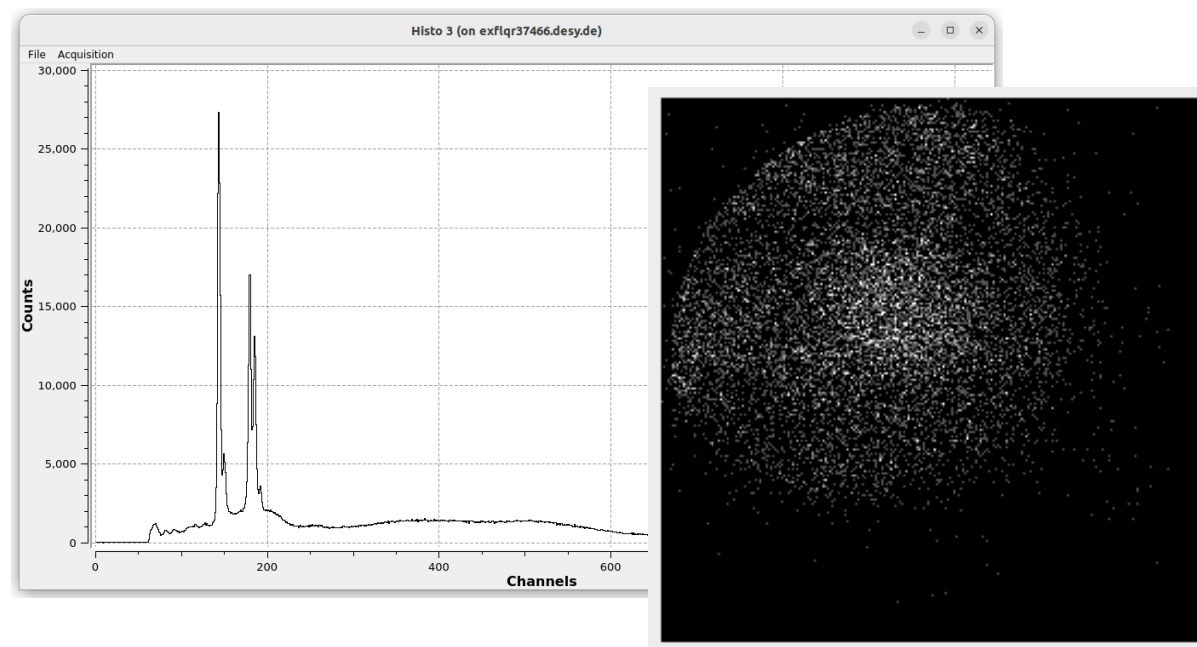 Histo 3 (on exflqr37466.desy.de)
File Acquisition
30,000
25,000
20,000
15,000
10,000
5,000
0
Counts
0 200 400 600
Channels